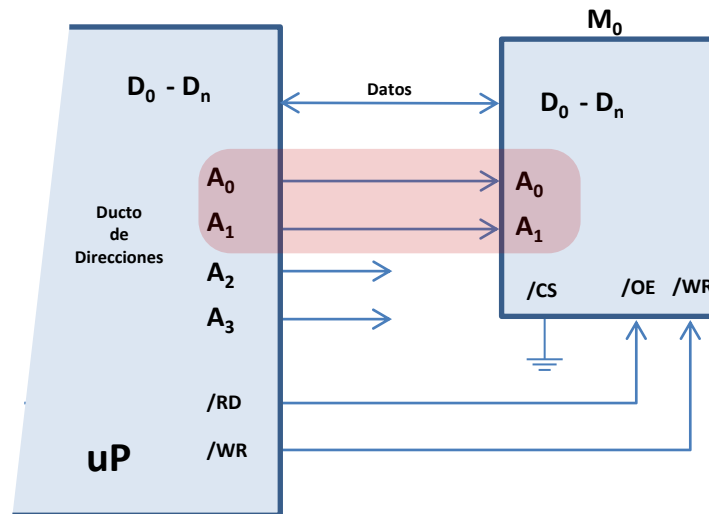 M₀
D₀ - Dₙ
Datos
D₀ - Dₙ
A₀
A₀
Ducto
de
Direcciones
A₁
A₁
A₂
A₃
/CS
/OE
/WR
/RD
/WR
uP